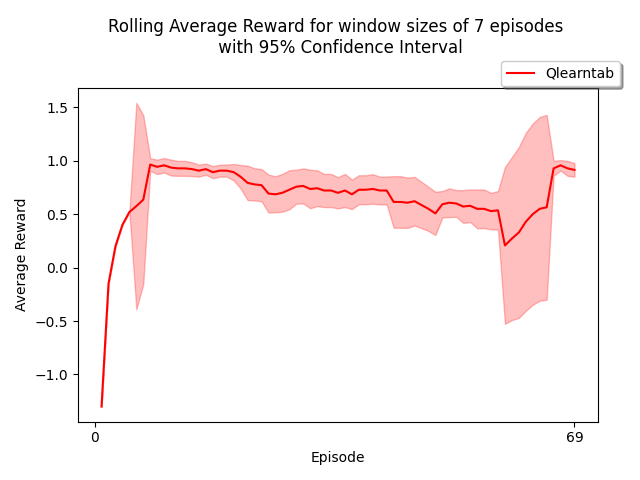 Rolling Average Reward for window sizes of 7 episodes
with 95% Confidence Interval
Qlearntab
1.5
1.0
0.5
0.0
−0.5
−1.0
Average Reward
0
69
Episode